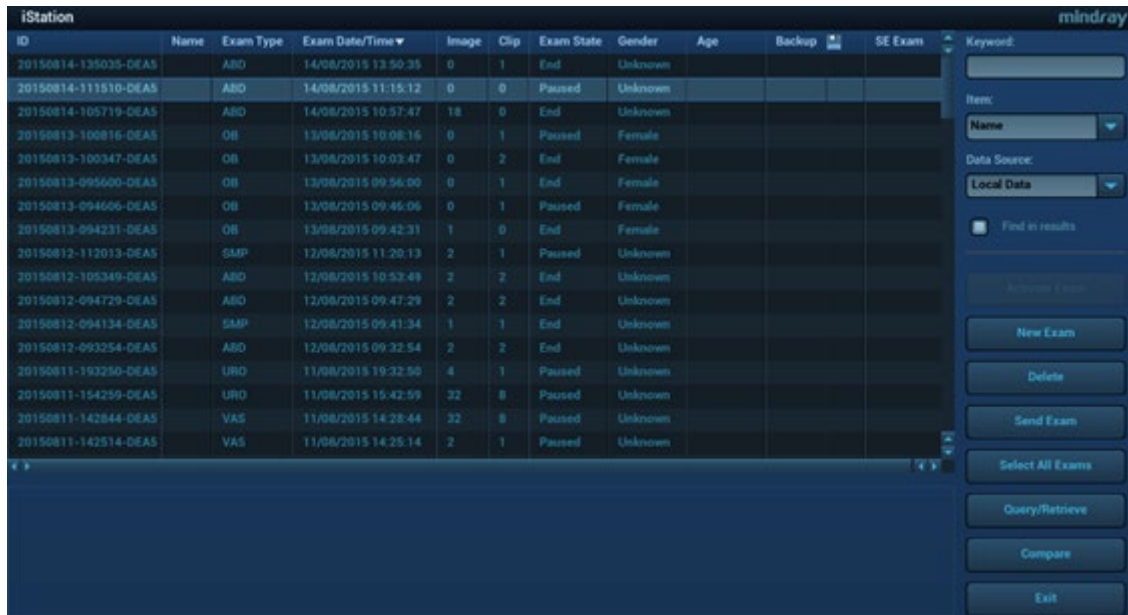 iStation mindray
ID Name Exam Type Exam Date/Time▼ Image Clip Exam State Gender Age Backup SE Exam
20150814-135035-DEA5 ABD 14/08/2015 13:50:35 0 1 End Unknown
20150814-111510-DEA5 ABD 14/08/2015 11:15:12 0 0 Paused Unknown
20150814-105719-DEA5 ABD 14/08/2015 10:57:47 18 0 End Unknown
20150813-100816-DEA5 OB 13/08/2015 10:08:16 0 1 Paused Female
20150813-100347-DEA5 OB 13/08/2015 10:03:47 0 2 End Female
20150813-095600-DEA5 OB 13/08/2015 09:56:00 0 1 End Female
20150813-094606-DEA5 OB 13/08/2015 09:46:06 0 1 Paused Female
20150813-094231-DEA5 OB 13/08/2015 09:42:31 1 0 End Female
20150812-112013-DEA5 SMP 12/08/2015 11:20:13 2 1 Paused Unknown
20150812-105349-DEA5 ABD 12/08/2015 10:53:49 2 2 End Unknown
20150812-094729-DEA5 ABD 12/08/2015 09:47:29 2 2 End Unknown
20150812-094134-DEA5 SMP 12/08/2015 09:41:34 1 1 End Unknown
20150812-093254-DEA5 ABD 12/08/2015 09:32:54 2 2 End Unknown
20150811-193250-DEA5 URO 11/08/2015 19:32:50 4 1 Paused Unknown
20150811-154259-DEA5 URO 11/08/2015 15:42:59 32 8 Paused Unknown
20150811-142844-DEA5 VAS 11/08/2015 14:28:44 32 8 Paused Unknown
20150811-142514-DEA5 VAS 11/08/2015 14:25:14 2 1 Paused Unknown
Keyword:
Item:
Name
Data Source:
Local Data
Find in results
Activate Exam
New Exam
Delete
Send Exam
Select All Exams
Query/Retrieve
Compare
Exit